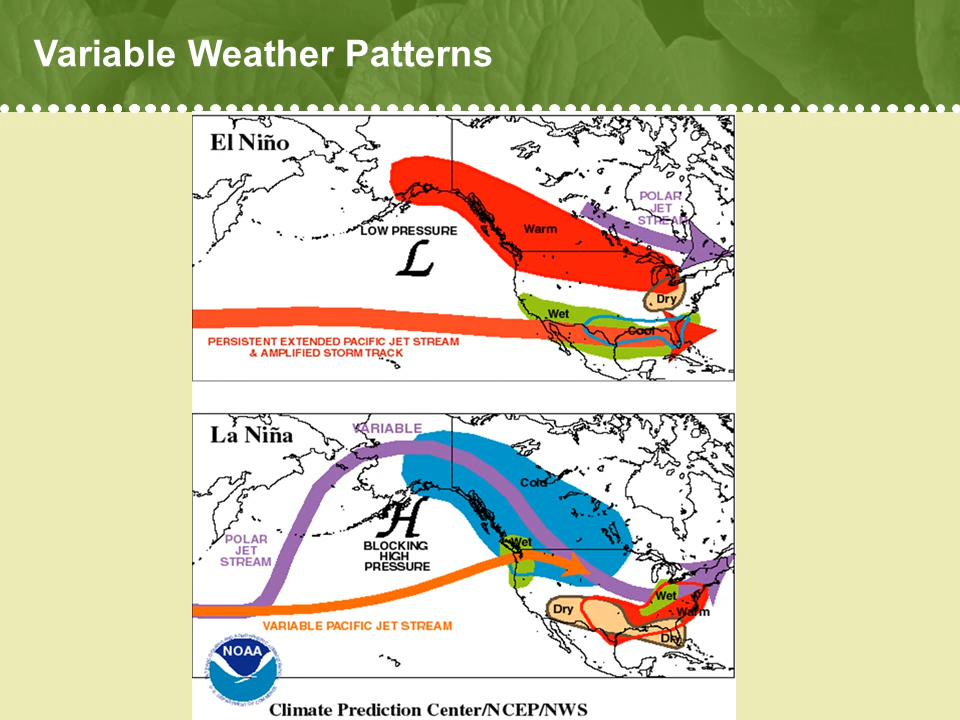 Variable Weather Patterns
El Niño
POLAR
JET
STREAM
LOW PRESSURE
L
Warm
Dry
Wet
Cool
PERSISTENT EXTENDED PACIFIC JET STREAM
& AMPLIFIED STORM TRACK
La Niña
VARIABLE
Cold
H
BLOCKING
HIGH
PRESSURE
POLAR
JET
STREAM
Wet
Dry
Wet
Warm
Dry
VARIABLE PACIFIC JET STREAM
NOAA
Climate Prediction Center/NCEP/NWS